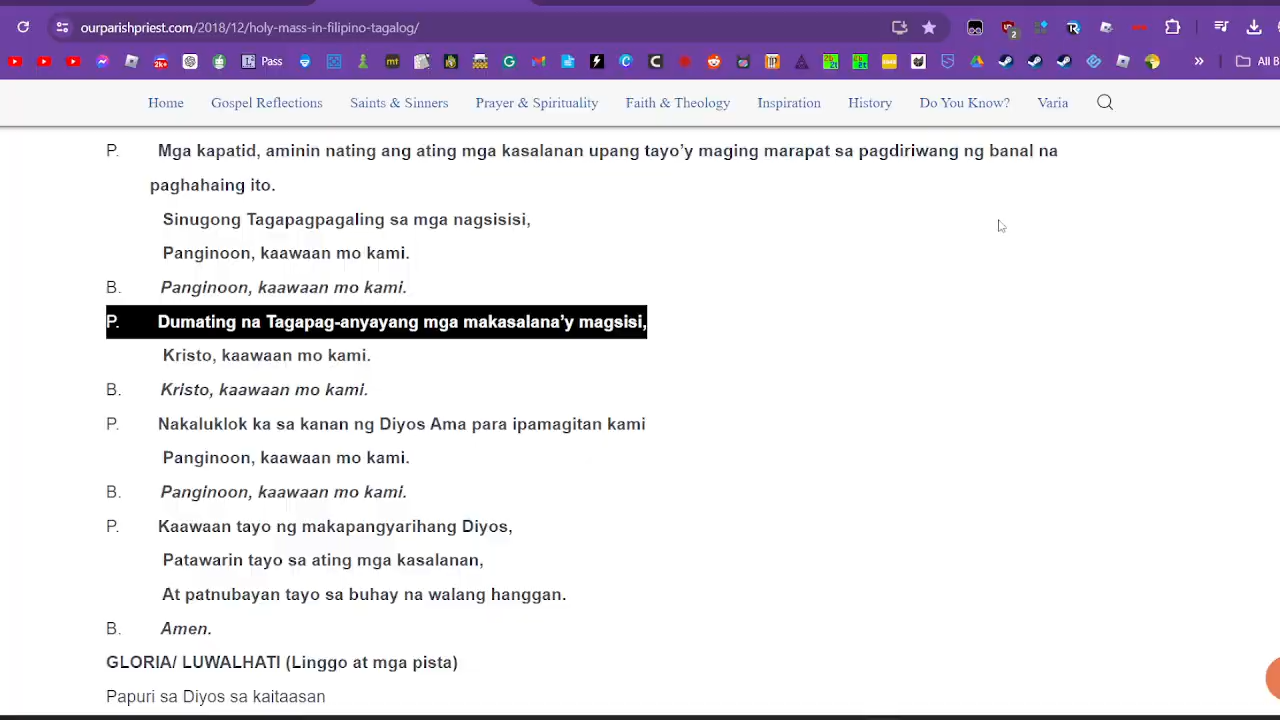 ourparishpriest.com/2018/12/holy-mass-in-filipino-tagalog/
Pass
All B
Home Gospel Reflections Saints & Sinners Prayer & Spirituality Faith & Theology Inspiration History Do You Know? Varia
P. Mga kapatid, aminin nating ang ating mga kasalanan upang tayo’y maging marapat sa pagdiriwang ng banal na
paghahaing ito.
Sinugong Tagapagpagaling sa mga nagsisisi,
Panginoon, kaawaan mo kami.
B. Panginoon, kaawaan mo kami.
P. Dumating na Tagapag-anyayang mga makasalana’y magsisi,
Kristo, kaawaan mo kami.
B. Kristo, kaawaan mo kami.
P. Nakaluklok ka sa kanan ng Diyos Ama para ipamagitan kami
Panginoon, kaawaan mo kami.
B. Panginoon, kaawaan mo kami.
P. Kaawaan tayo ng makapangyarihang Diyos,
Patawarin tayo sa ating mga kasalanan,
At patnubayan tayo sa buhay na walang hanggan.
B. Amen.
GLORIA/ LUWALHATI (Linggo at mga pista)
Papuri sa Diyos sa kaitaasan